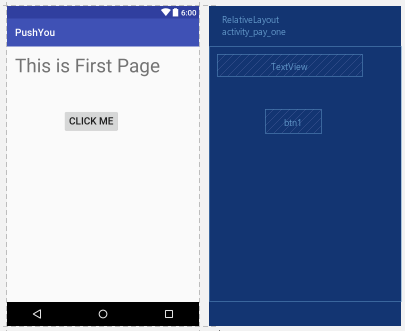 6:00
PushYou
This is First Page
CLICK ME
RelativeLayout
activity_pay_one
TextView
btn1